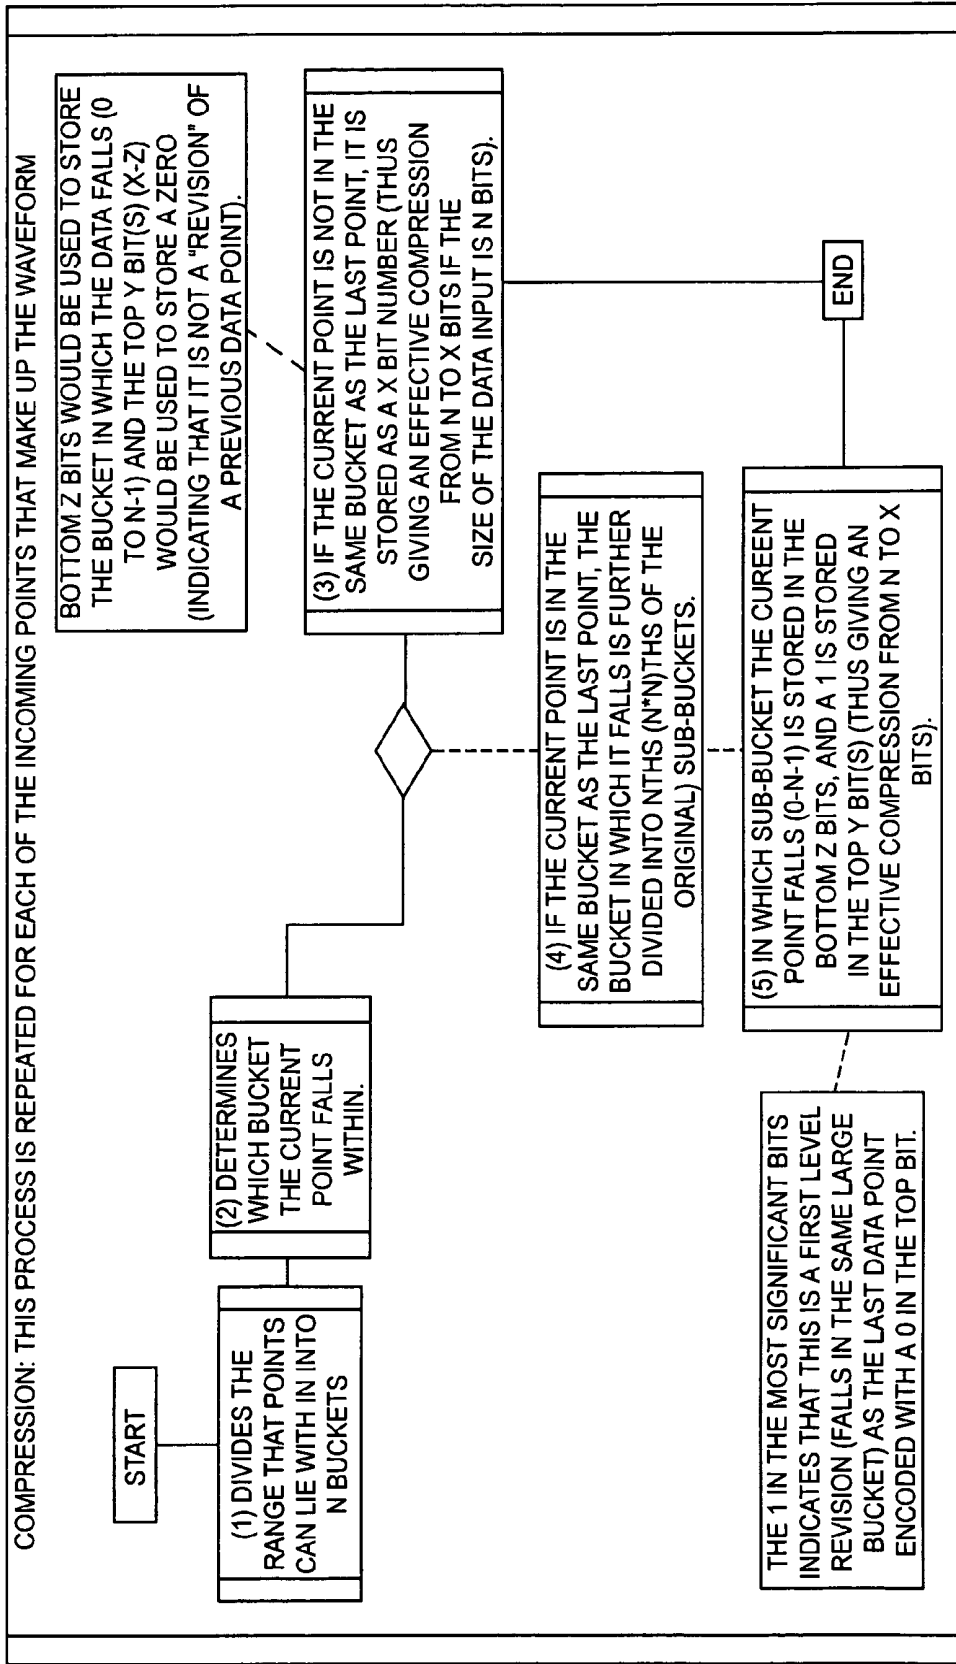 COMPRESSION: THIS PROCESS IS REPEATED FOR EACH OF THE INCOMING POINTS THAT MAKE UP THE WAVEFORM
START
(1) DIVIDES THE
RANGE THAT POINTS
CAN LIE WITH IN INTO
N BUCKETS
(2) DETERMINES
WHICH BUCKET
THE CURRENT
POINT FALLS
WITHIN.
BOTTOM Z BITS WOULD BE USED TO STORE
THE BUCKET IN WHICH THE DATA FALLS (0
TO N-1) AND THE TOP Y BIT(S) (X-Z)
WOULD BE USED TO STORE A ZERO
(INDICATING THAT IT IS NOT A "REVISION" OF
A PREVIOUS DATA POINT).
(3) IF THE CURRENT POINT IS NOT IN THE
SAME BUCKET AS THE LAST POINT, IT IS
STORED AS A X BIT NUMBER (THUS
GIVING AN EFFECTIVE COMPRESSION
FROM N TO X BITS IF THE
SIZE OF THE DATA INPUT IS N BITS).
(4) IF THE CURRENT POINT IS IN THE
SAME BUCKET AS THE LAST POINT, THE
BUCKET IN WHICH IT FALLS IS FURTHER
DIVIDED INTO NTHS (N*N)THS OF THE
ORIGINAL) SUB-BUCKETS.
(5) IN WHICH SUB-BUCKET THE CUREENT
POINT FALLS (0-N-1) IS STORED IN THE
BOTTOM Z BITS, AND A 1 IS STORED
IN THE TOP Y BIT(S) (THUS GIVING AN
EFFECTIVE COMPRESSION FROM N TO X
BITS).
END
THE 1 IN THE MOST SIGNIFICANT BITS
INDICATES THAT THIS IS A FIRST LEVEL
REVISION (FALLS IN THE SAME LARGE
BUCKET) AS THE LAST DATA POINT
ENCODED WITH A 0 IN THE TOP BIT.